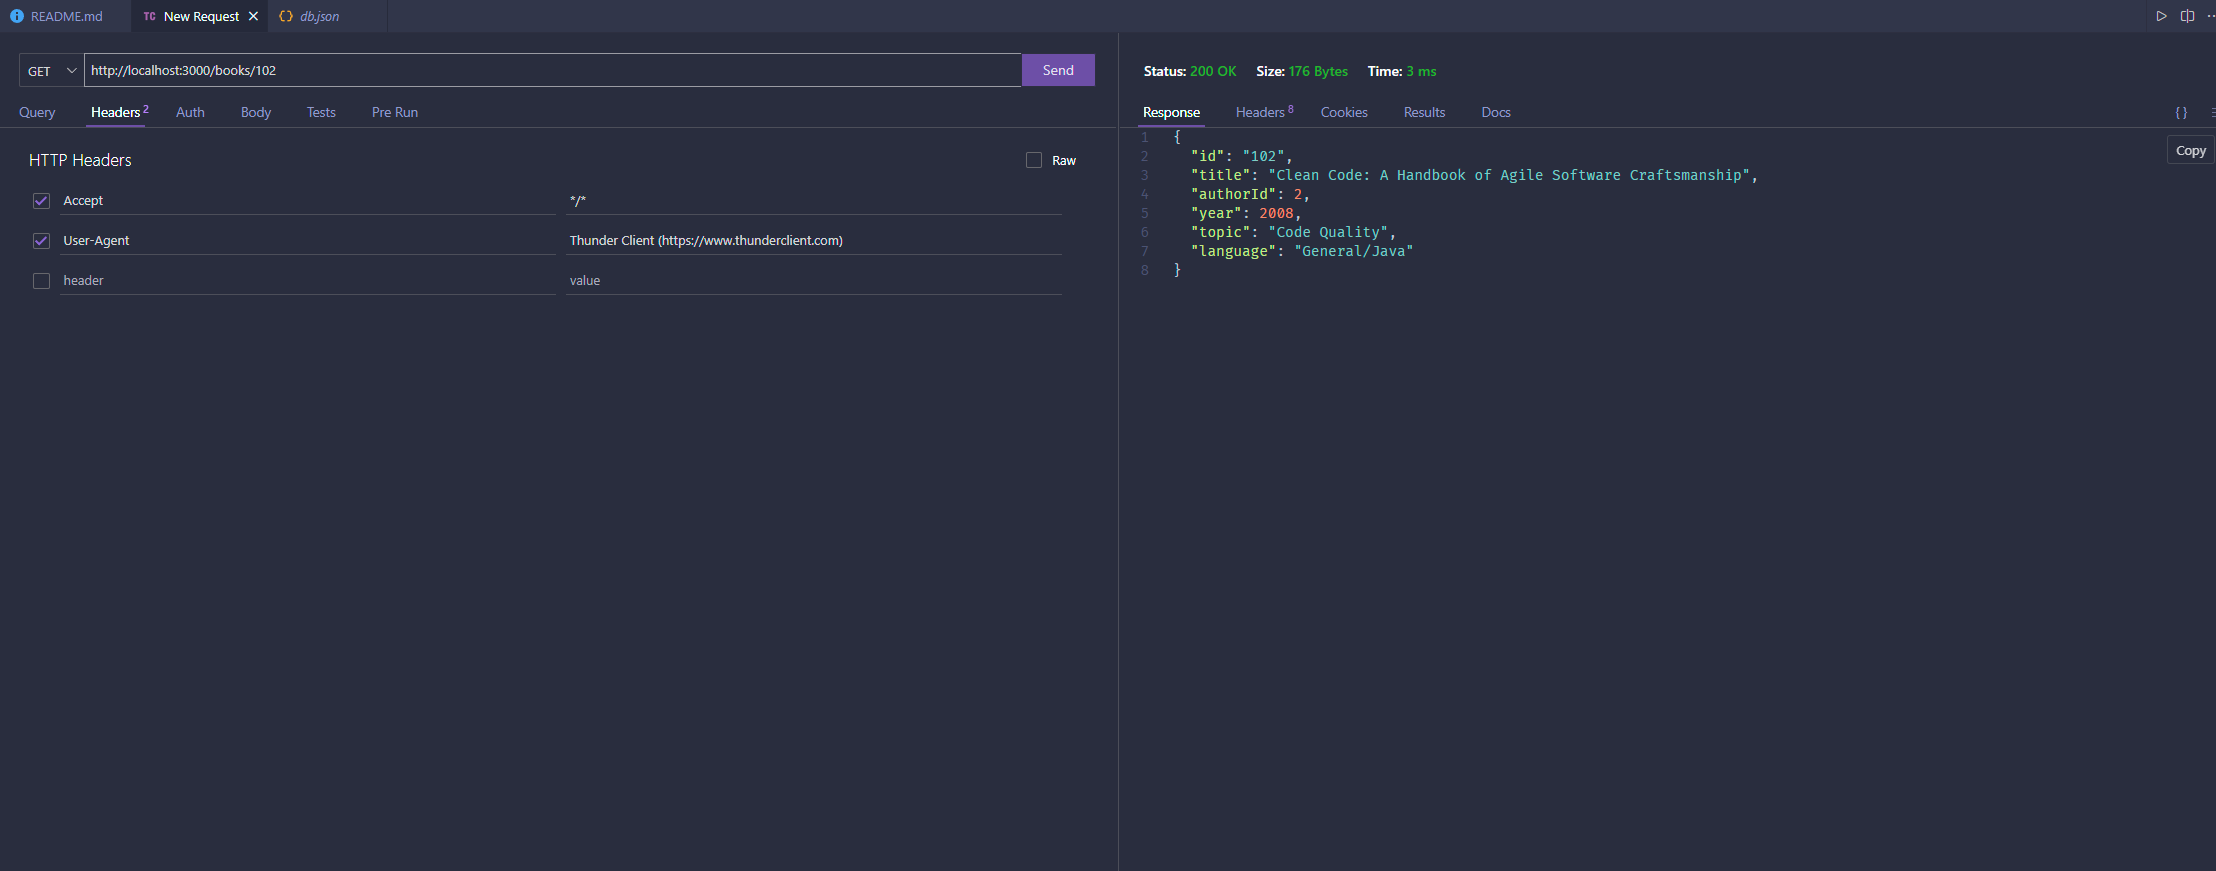 README.md TC New Request db.json
GET http://localhost:3000/books/102 Send
Query Headers 2 Auth Body Tests Pre Run
HTTP Headers Raw
Accept */*
User-Agent Thunder Client (https://www.thunderclient.com)
header value
Status: 200 OK Size: 176 Bytes Time: 3 ms
Response Headers 8 Cookies Results Docs { }
Copy
1 {
2 "id": "102",
3 "title": "Clean Code: A Handbook of Agile Software Craftsmanship",
4 "authorId": 2,
5 "year": 2008,
6 "topic": "Code Quality",
7 "language": "General/Java"
8 }